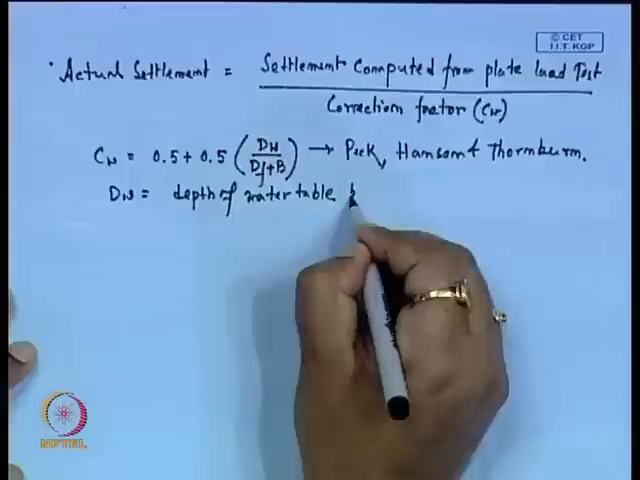 © CET
I.I.T. KGP
Actual Settlement = Settlement Computed from plate load Test / Correction factor (Cw)
Cw = 0.5 + 0.5 (Dw / Df + B) → Peck, Hanson & Thornburn.
Dw = depth of water table b
NPTEL